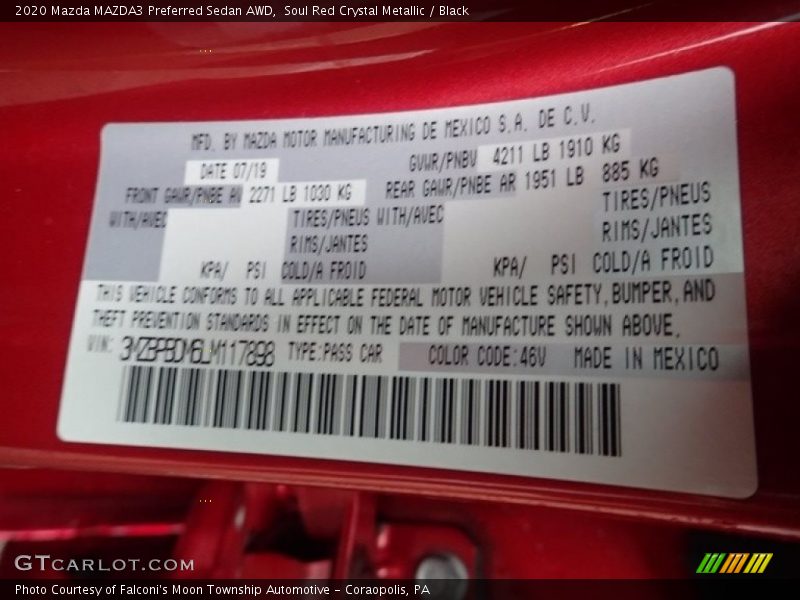 2020 Mazda MAZDA3 Preferred Sedan AWD, Soul Red Crystal Metallic / Black
MFD. BY MAZDA MOTOR MANUFACTURING DE MEXICO S.A. DE C.V.
DATE 07/19 GVWR/PNBV 4211 LB 1910 KG
FRONT GAWR/PNBE AV 2271 LB 1030 KG REAR GAWR/PNBE AR 1951 LB 885 KG
WITH/AVEC TIRES/PNEUS WITH/AVEC TIRES/PNEUS
RIMS/JANTES RIMS/JANTES
KPA/ PSI COLD/A FROID KPA/ PSI COLD/A FROID
THIS VEHICLE CONFORMS TO ALL APPLICABLE FEDERAL MOTOR VEHICLE SAFETY, BUMPER, AND
THEFT PREVENTION STANDARDS IN EFFECT ON THE DATE OF MANUFACTURE SHOWN ABOVE.
VIN: 3MZBPBDM6LM117898 TYPE:PASS CAR COLOR CODE:46V MADE IN MEXICO
GTCARLOT.COM
Photo Courtesy of Falconi's Moon Township Automotive - Coraopolis, PA